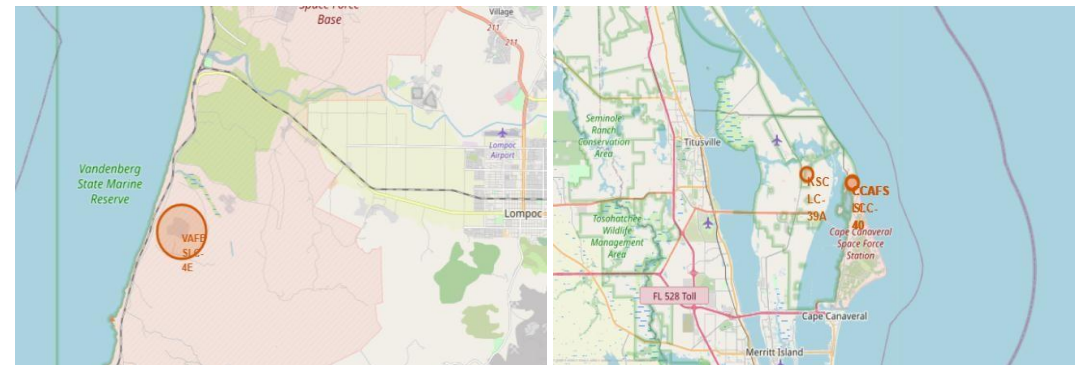 Space Force
Base
Village
211
211
Lompoc
Airport
Vandenberg
State Marine
Reserve
Lompoc
VAFB
SLC-
4E
Seminole
Ranch
Conservation
Area
Titusville
KSC
LC-
39A
CCAFS
SLC-
40
Tosohatchee
Wildlife
Management
Area
Cape Canaveral
Space Force
Station
FL 528 Toll
Cape Canaveral
Merritt Island